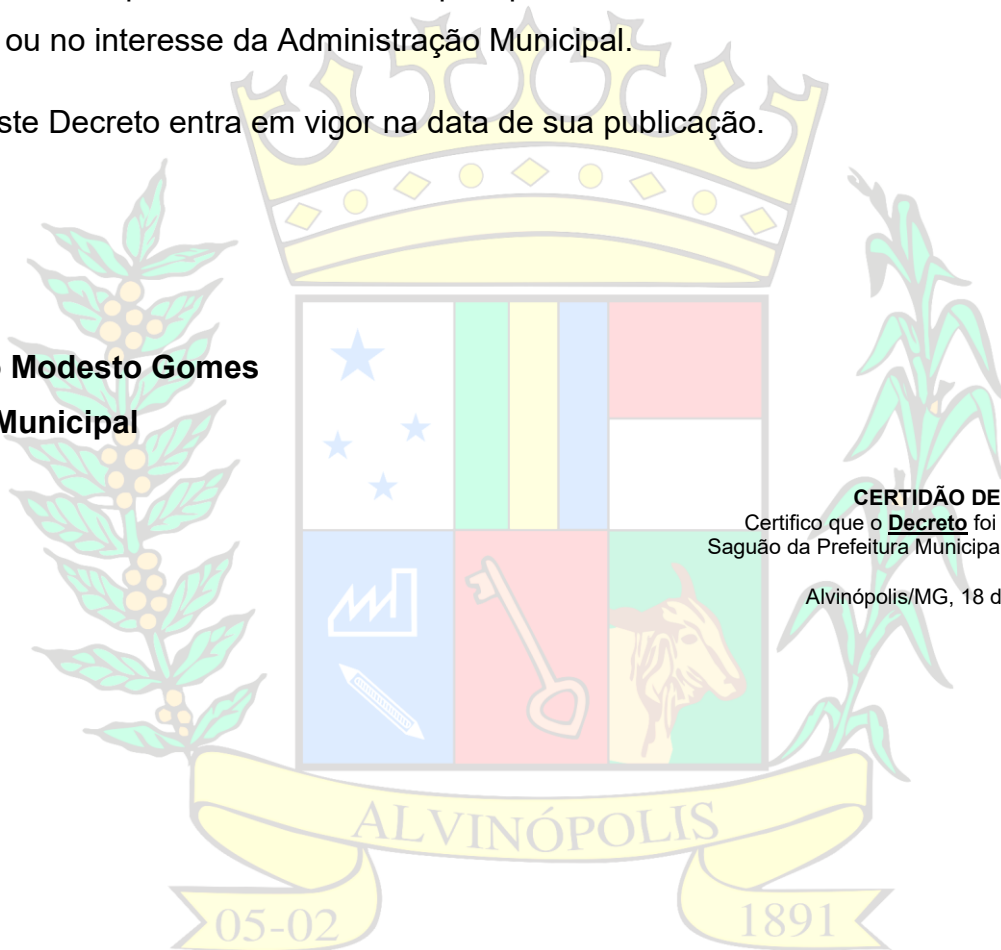 ou no interesse da Administração Municipal.
ste Decreto entra em vigor na data de sua publicação.
Modesto Gomes
Municipal
CERTIDÃO DE
Certifico que o Decreto foi
Saguão da Prefeitura Municipa
Alvinópolis/MG, 18 d
ALVINÓPOLIS
05-02
1891